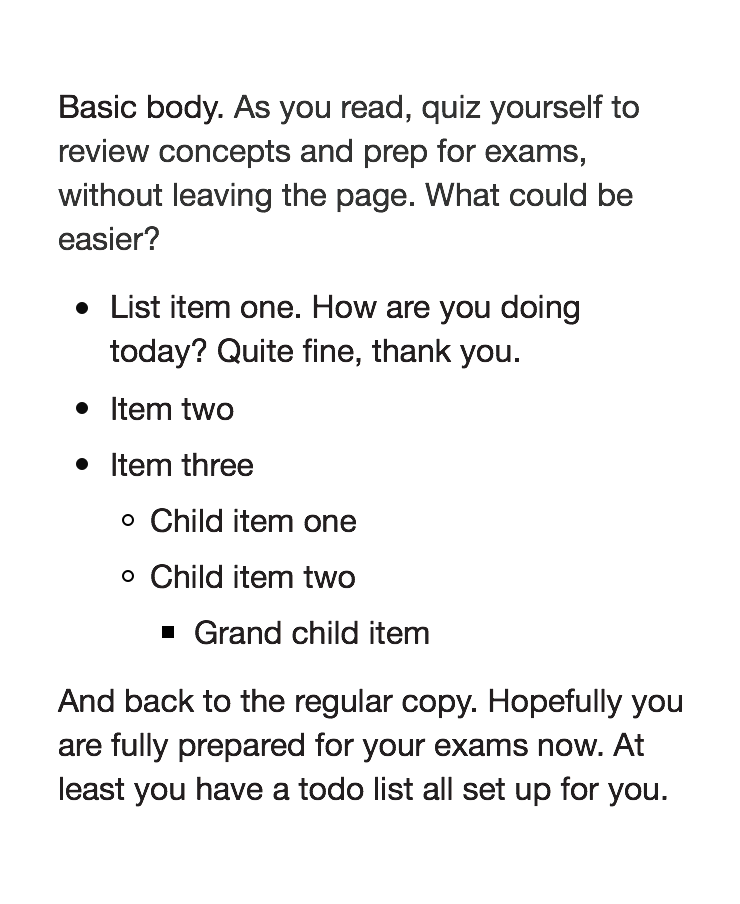 Basic body. As you read, quiz yourself to
review concepts and prep for exams,
without leaving the page. What could be
easier?
• List item one. How are you doing
today? Quite fine, thank you.
• Item two
• Item three
◦ Child item one
◦ Child item two
▪ Grand child item
And back to the regular copy. Hopefully you
are fully prepared for your exams now. At
least you have a todo list all set up for you.